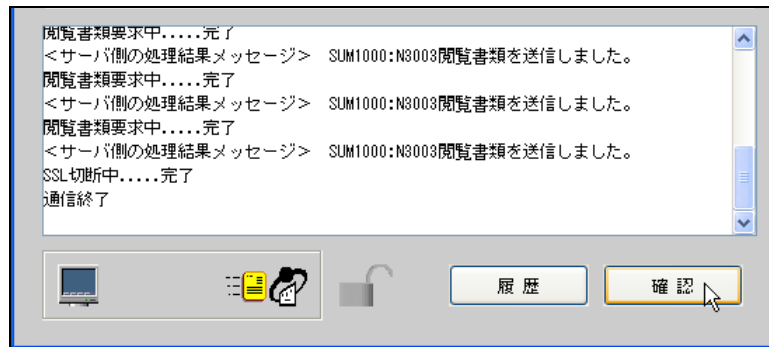 閲覧書類要求中.....完了
＜サーバ側の処理結果メッセージ＞　SUM1000:N3003閲覧書類を送信しました。
閲覧書類要求中.....完了
＜サーバ側の処理結果メッセージ＞　SUM1000:N3003閲覧書類を送信しました。
閲覧書類要求中.....完了
＜サーバ側の処理結果メッセージ＞　SUM1000:N3003閲覧書類を送信しました。
SSL切断中.....完了
通信終了
履 歴
確 認